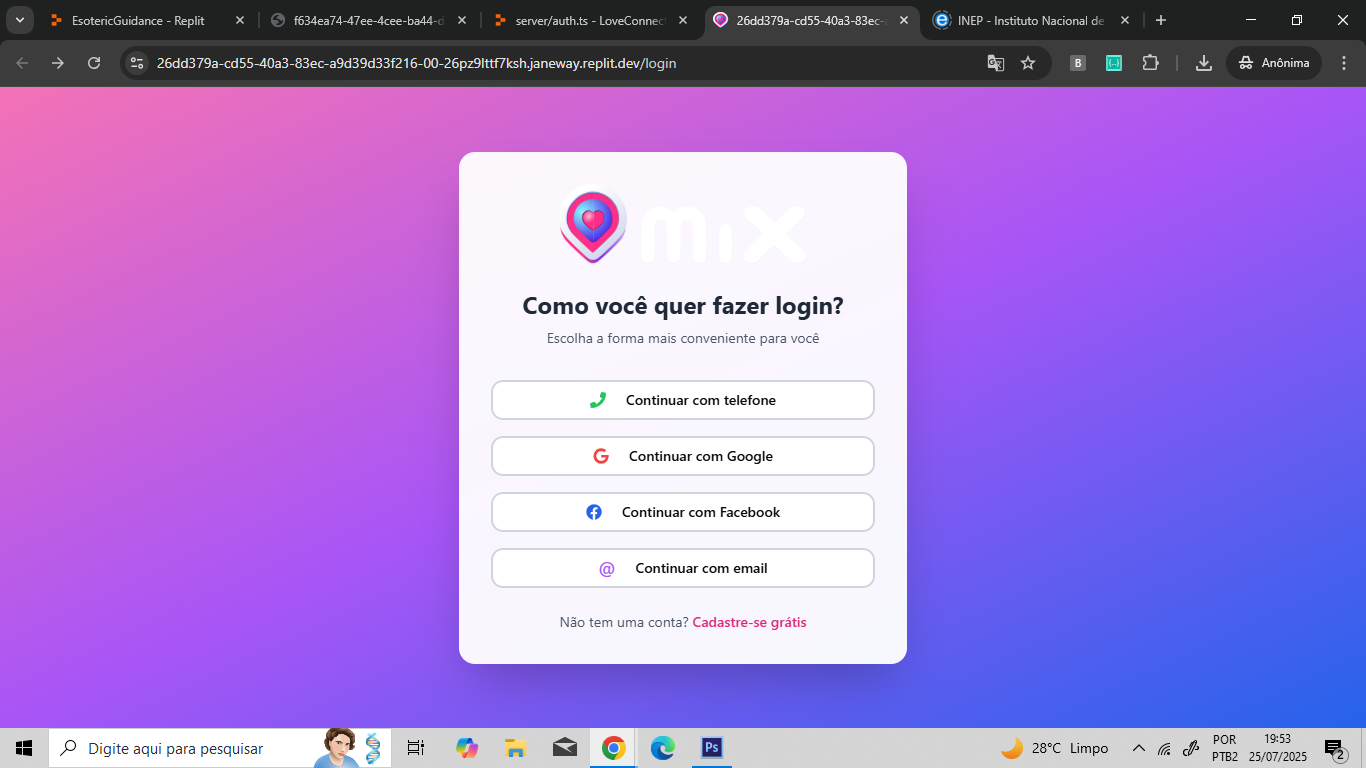 EsotericGuidance - Replit
f634ea74-47ee-4cee-ba44-d
server/auth.ts - LoveConnect
26dd379a-cd55-40a3-83ec-a
INEP - Instituto Nacional de
26dd379a-cd55-40a3-83ec-a9d39d33f216-00-26pz9lttf7ksh.janeway.replit.dev/login
B
{..}
Anônima
mix
Como você quer fazer login?
Escolha a forma mais conveniente para você
Continuar com telefone
G Continuar com Google
Continuar com Facebook
@ Continuar com email
Não tem uma conta? Cadastre-se grátis
Digite aqui para pesquisar
Ps
28°C Limpo
POR
PTB2
19:53
25/07/2025
2